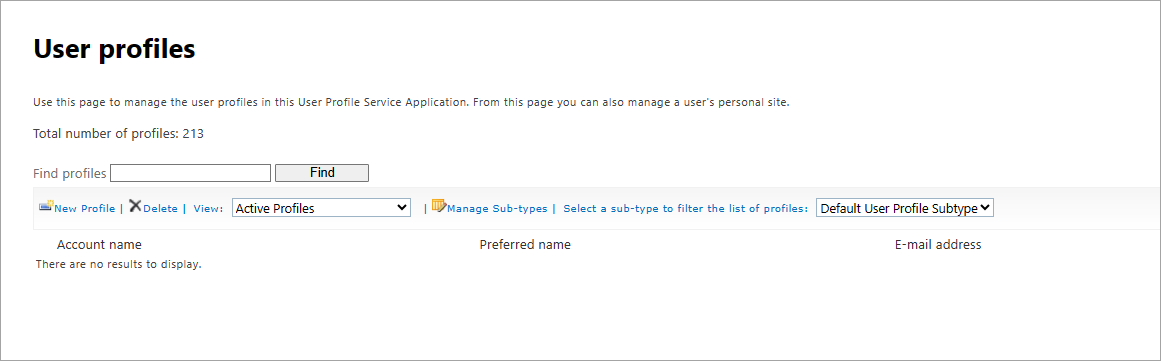 User profiles
Use this page to manage the user profiles in this User Profile Service Application. From this page you can also manage a user's personal site.
Total number of profiles: 213
Find profiles Find
New Profile | Delete | View: Active Profiles | Manage Sub-types | Select a sub-type to filter the list of profiles: Default User Profile Subtype
Account name Preferred name E-mail address
There are no results to display.